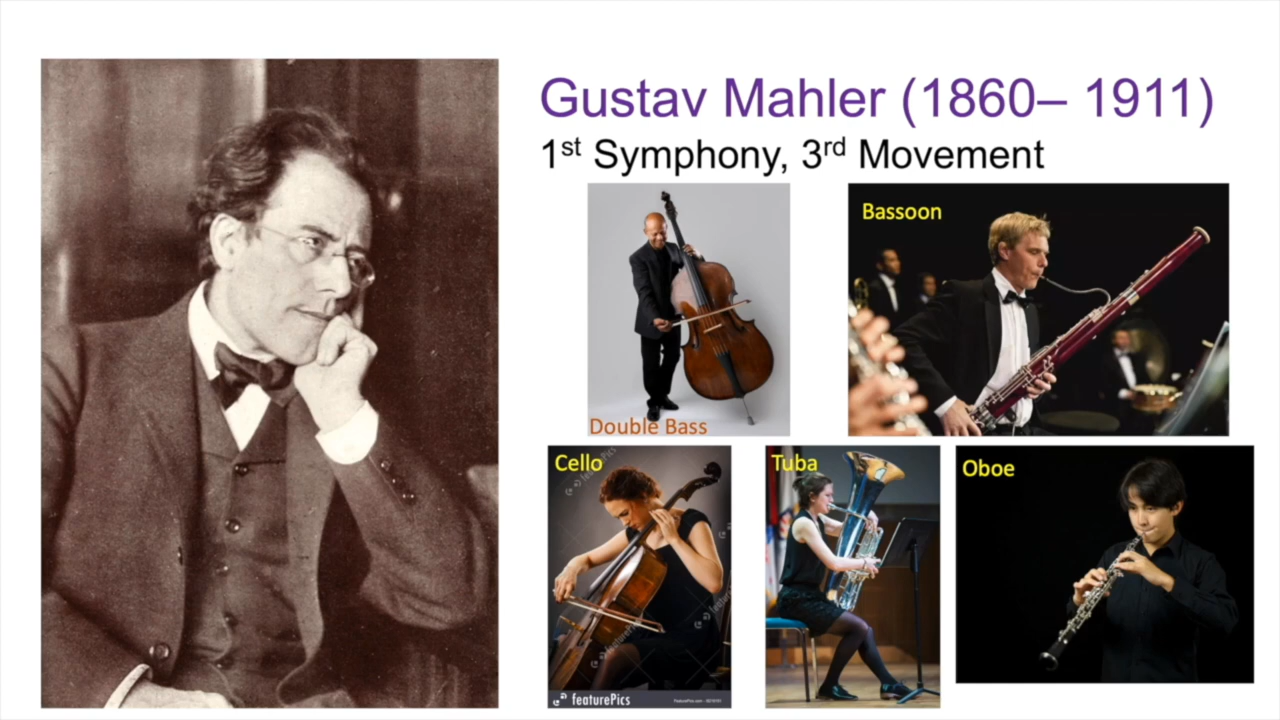 Gustav Mahler (1860– 1911)
1st Symphony, 3rd Movement
Double Bass
Bassoon
Cello
Tuba
Oboe
featurePics